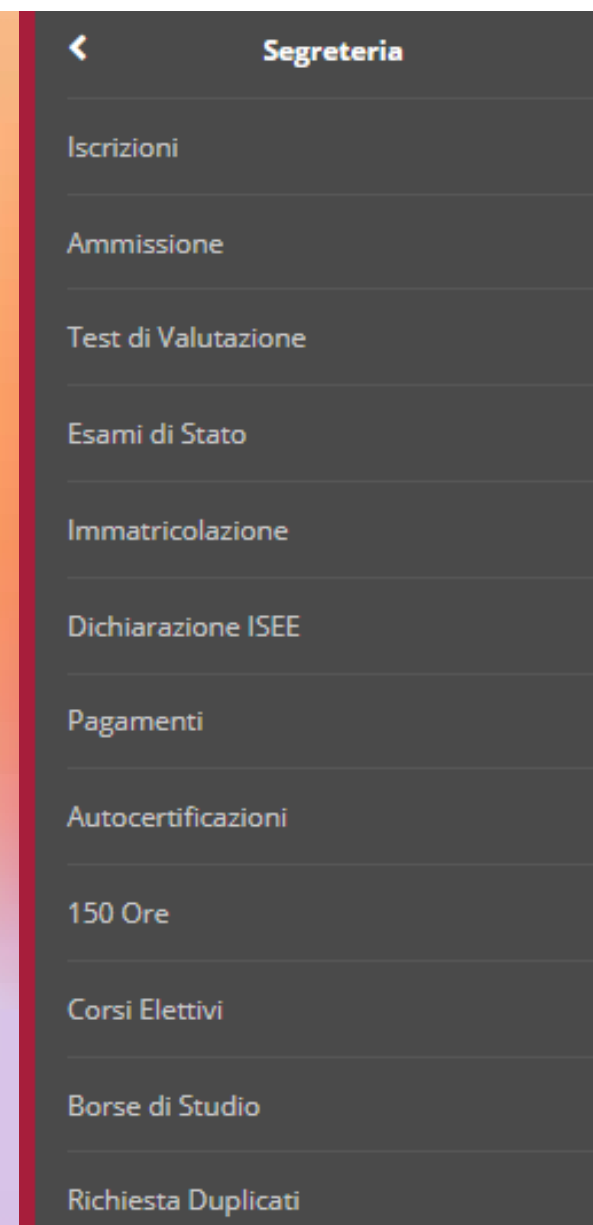 Segreteria
Iscrizioni
Ammissione
Test di Valutazione
Esami di Stato
Immatricolazione
Dichiarazione ISEE
Pagamenti
Autocertificazioni
150 Ore
Corsi Elettivi
Borse di Studio
Richiesta Duplicati